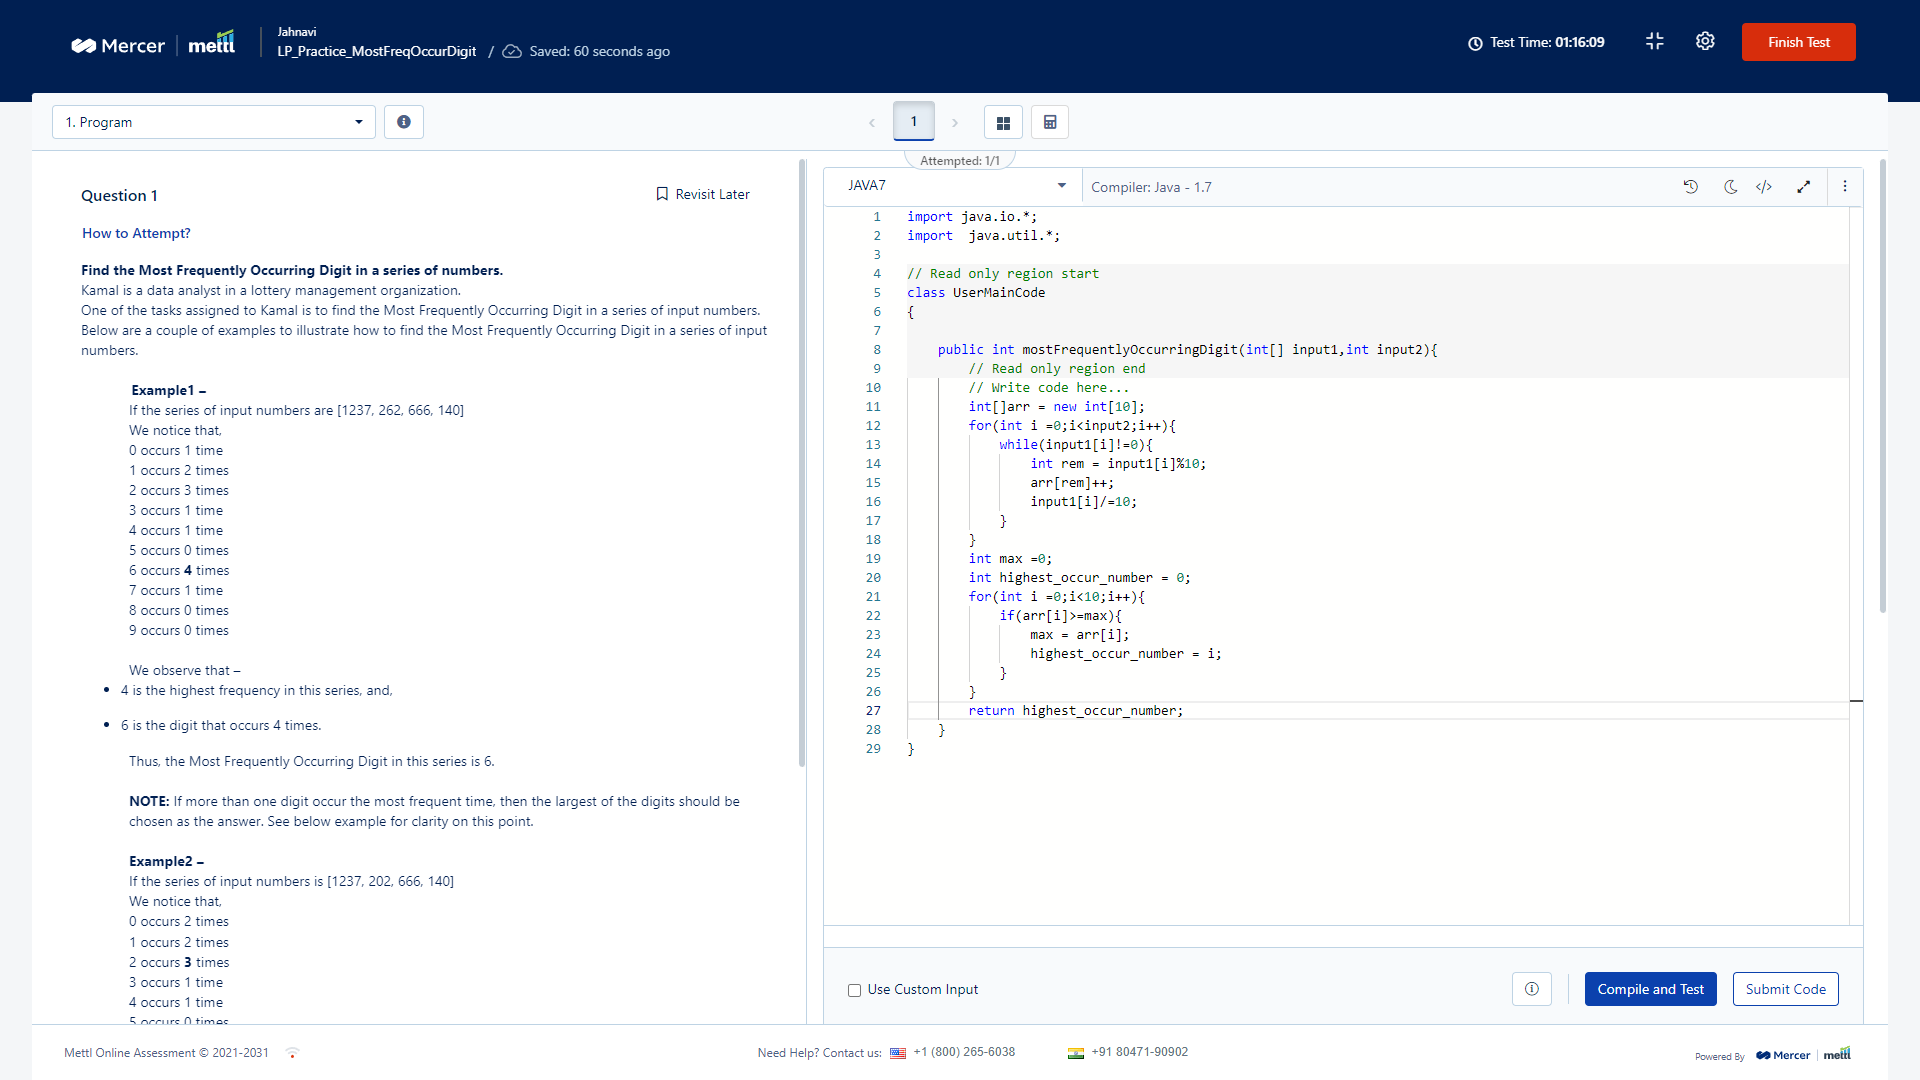 Mercer mettl
Jahnavi
LP_Practice_MostFreqOccurDigit / Saved: 60 seconds ago
Test Time: 01:16:09
Finish Test
1. Program
1
Attempted: 1/1
Question 1
Revisit Later
How to Attempt?
Find the Most Frequently Occurring Digit in a series of numbers.
Kamal is a data analyst in a lottery management organization.
One of the tasks assigned to Kamal is to find the Most Frequently Occurring Digit in a series of input numbers.
Below are a couple of examples to illustrate how to find the Most Frequently Occurring Digit in a series of input
numbers.
Example1 –
If the series of input numbers are [1237, 262, 666, 140]
We notice that,
0 occurs 1 time
1 occurs 2 times
2 occurs 3 times
3 occurs 1 time
4 occurs 1 time
5 occurs 0 times
6 occurs 4 times
7 occurs 1 time
8 occurs 0 times
9 occurs 0 times
We observe that –
• 4 is the highest frequency in this series, and,
• 6 is the digit that occurs 4 times.
Thus, the Most Frequently Occurring Digit in this series is 6.
NOTE: If more than one digit occur the most frequent time, then the largest of the digits should be
chosen as the answer. See below example for clarity on this point.
Example2 –
If the series of input numbers is [1237, 202, 666, 140]
We notice that,
0 occurs 2 times
1 occurs 2 times
2 occurs 3 times
3 occurs 1 time
4 occurs 1 time
5 occurs 0 times
JAVA7
Compiler: Java - 1.7
1 import java.io.*;
2 import  java.util.*;
3
4 // Read only region start
5 class UserMainCode
6 {
7
8     public int mostFrequentlyOccurringDigit(int[] input1,int input2){
9         // Read only region end
10         // Write code here...
11         int[]arr = new int[10];
12         for(int i =0;i<input2;i++){
13             while(input1[i]!=0){
14                 int rem = input1[i]%10;
15                 arr[rem]++;
16                 input1[i]/=10;
17             }
18         }
19         int max =0;
20         int highest_occur_number = 0;
21         for(int i =0;i<10;i++){
22             if(arr[i]>=max){
23                 max = arr[i];
24                 highest_occur_number = i;
25             }
26         }
27         return highest_occur_number;
28     }
29 }
Use Custom Input
Compile and Test
Submit Code
Mettl Online Assessment © 2021-2031
Need Help? Contact us: +1 (800) 265-6038
+91 80471-90902
Powered By Mercer mettl